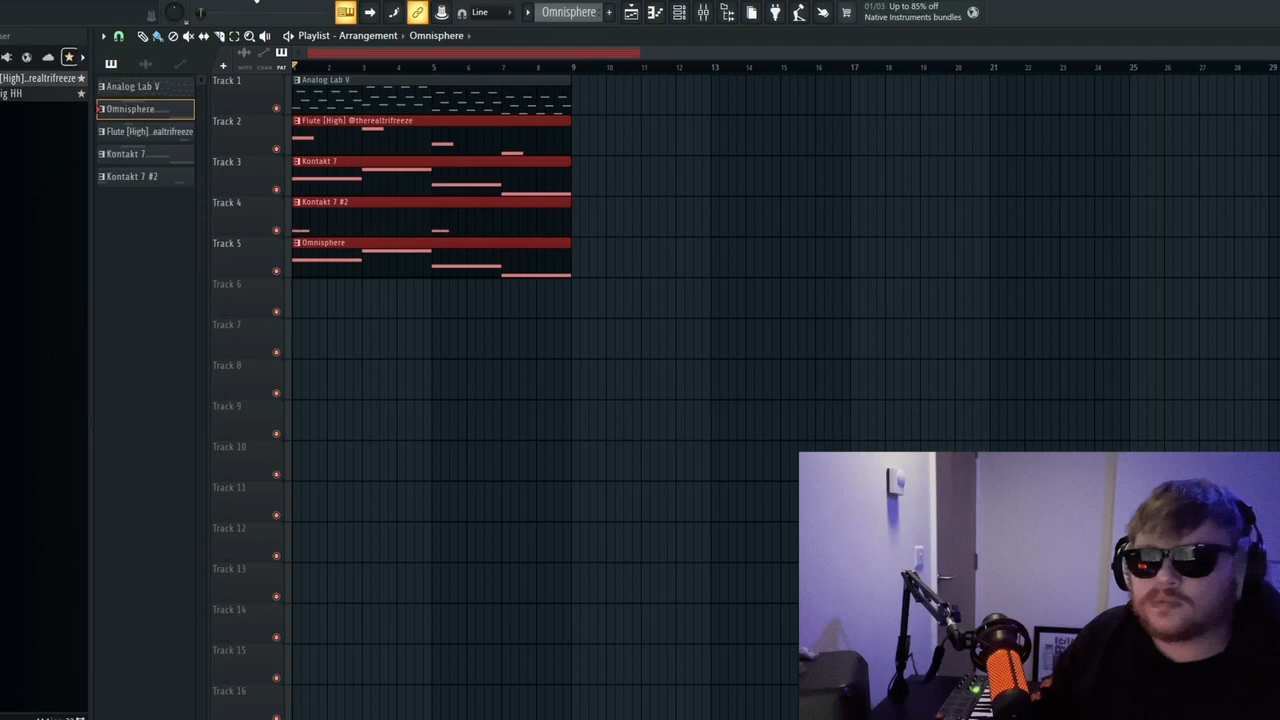 Line
Omnisphere
01/03 Up to 85% off
Native Instruments bundles
Playlist - Arrangement › Omnisphere ›
[High]..realtrifreeze
ig HH
Analog Lab V
Omnisphere
Flute [High]..ealtrifreeze
Kontakt 7
Kontakt 7 #2
NOTE CHAN PAT
2 3 4 5 6 7 8 9 10 11 12 13 14 15 16 17 18 19 20 21 22 23 24 25 26 27 28 29
Track 1
Analog Lab V
Track 2
Flute [High] @therealtrifreeze
Track 3
Kontakt 7
Track 4
Kontakt 7 #2
Track 5
Omnisphere
Track 6
Track 7
Track 8
Track 9
Track 10
Track 11
Track 12
Track 13
Track 14
Track 15
Track 16